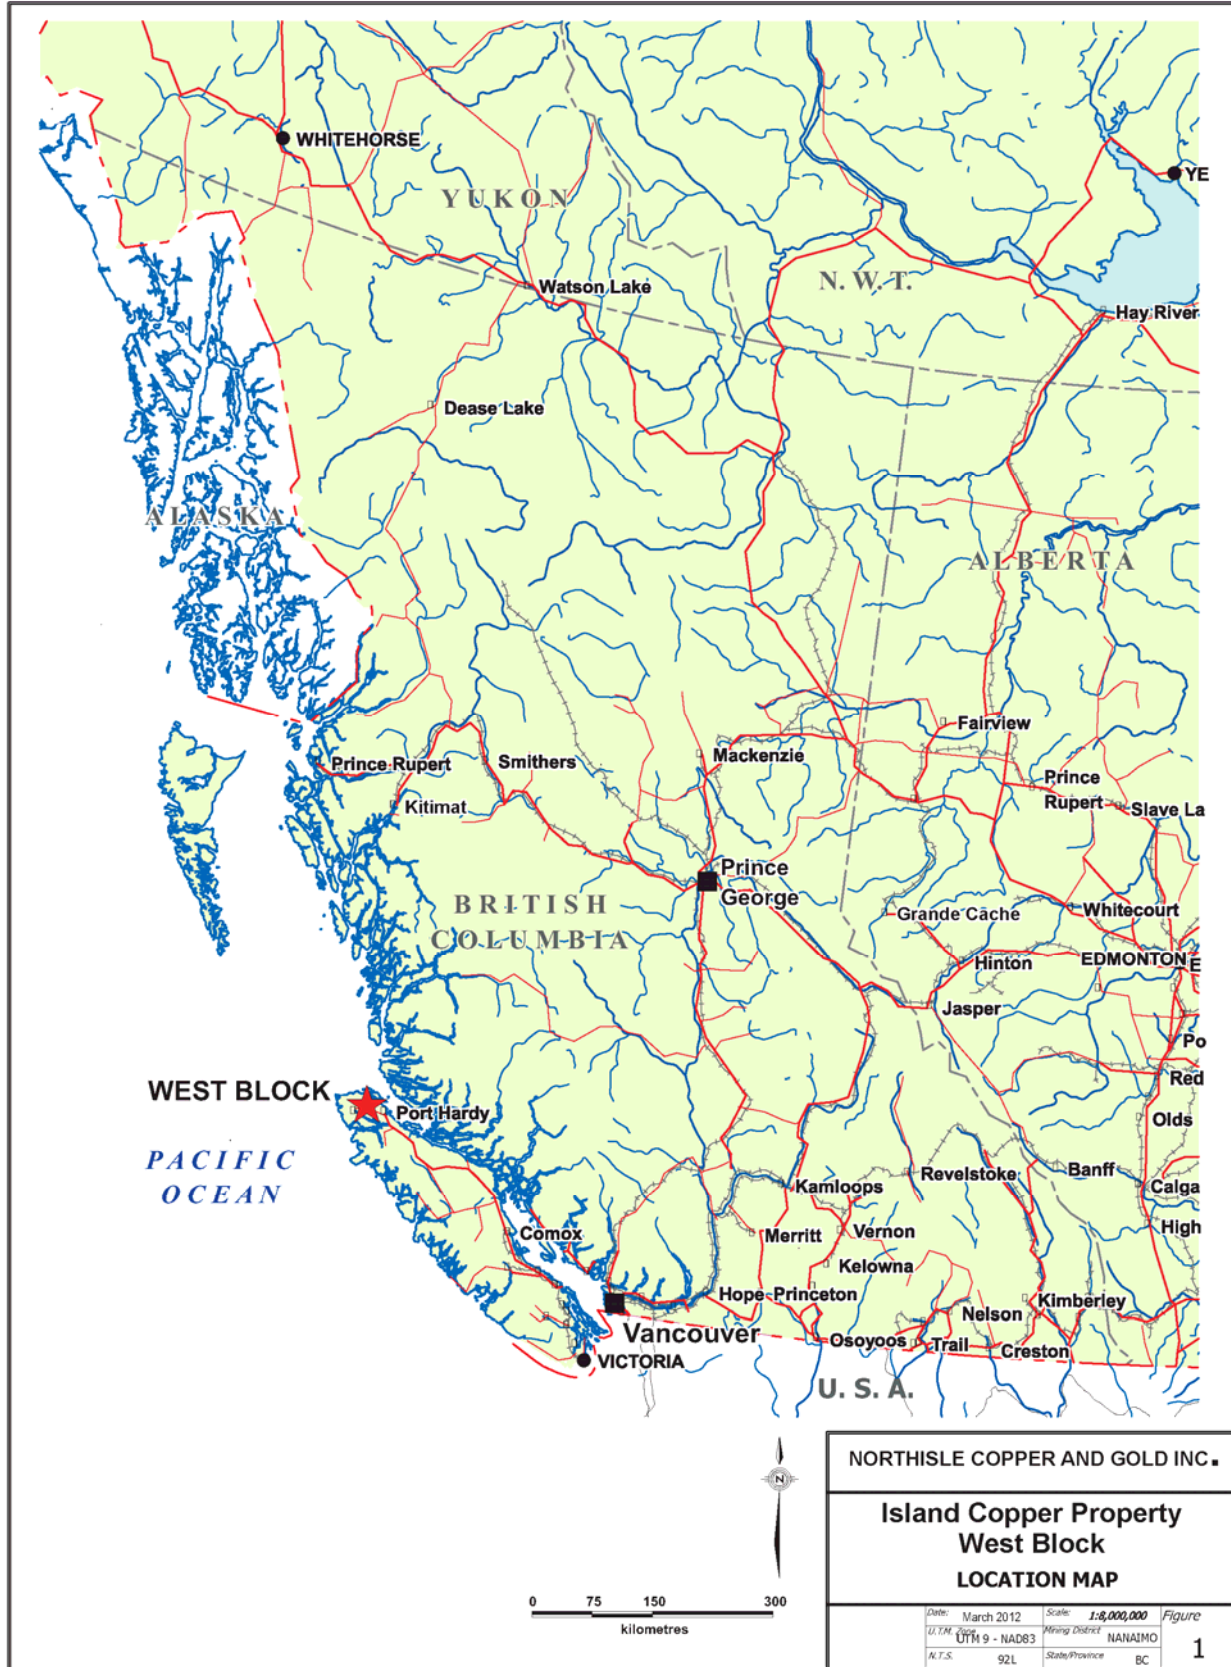 WHITEHORSE
YE
YUKON
N.W.T.
Watson Lake
Hay River
Dease Lake
ALASKA
ALBERTA
Fairview
Mackenzie
Prince Rupert
Smithers
Prince
Rupert
Slave La
Kitimat
Prince
George
BRITISH
COLUMBIA
Grande Cache
Whitecourt
Hinton
EDMONTON
E
Jasper
Po
Red
WEST BLOCK
Port Hardy
Olds
PACIFIC
OCEAN
Banff
Revelstoke
Kamloops
Calga
High
Comox
Merritt
Vernon
Kelowna
Hope
Princeton
Kimberley
Nelson
Vancouver
Osoyoos
Trail
Creston
VICTORIA
U. S. A.
N
NORTHISLE COPPER AND GOLD INC.
Island Copper Property
West Block
LOCATION MAP
0 75 150 300
kilometres
Date: March 2012 Scale: 1:8,000,000 Figure
U.T.M. Zone UTM 9 - NAD83 Mining District NANAIMO
1
N.T.S. 92L State/Province BC